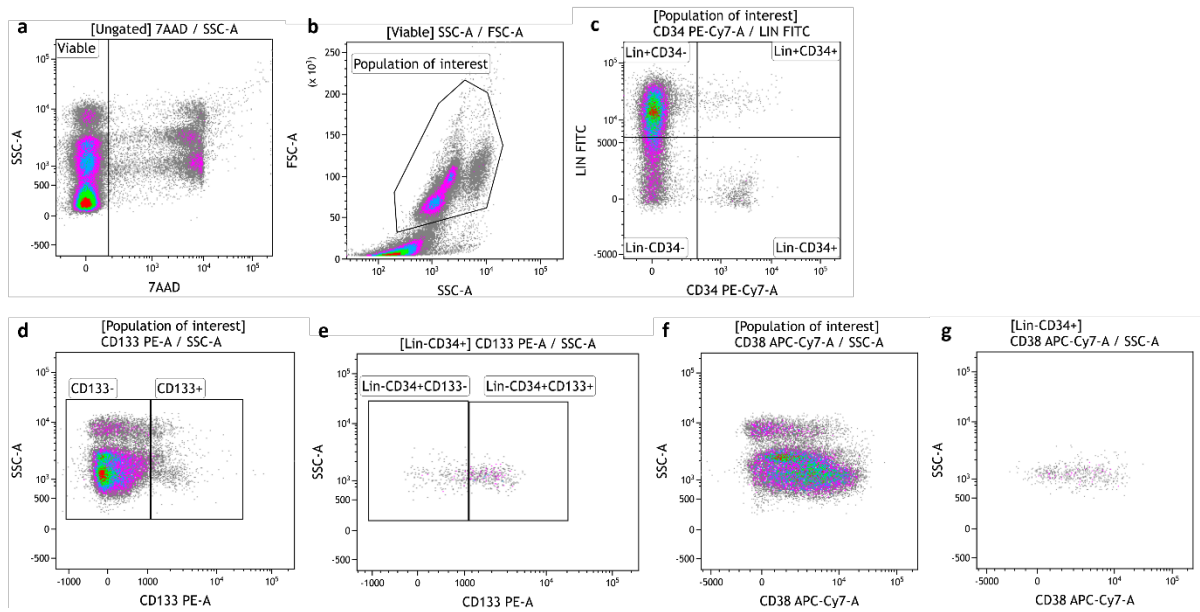 a
[Ungated] 7AAD / SSC-A
Viable
SSC-A
10⁵
10⁴
10³
500
0
-500
0
10³
10⁴
10⁵
7AAD
b
[Viable] SSC-A / FSC-A
Population of interest
FSC-A
(x 10³)
250
200
150
100
50
0
10²
10³
10⁴
10⁵
SSC-A
c
[Population of interest]
CD34 PE-Cy7-A / LIN FITC
Lin+CD34-
Lin+CD34+
LIN FITC
10⁵
10⁴
5000
0
-5000
Lin-CD34-
Lin-CD34+
0
10³
10⁴
10⁵
CD34 PE-Cy7-A
d
[Population of interest]
CD133 PE-A / SSC-A
CD133-
CD133+
SSC-A
10⁵
10⁴
10³
500
0
-500
-1000
0
1000
10⁴
10⁵
CD133 PE-A
e
[Lin-CD34+] CD133 PE-A / SSC-A
Lin-CD34+CD133-
Lin-CD34+CD133+
SSC-A
10⁵
10⁴
10³
500
0
-500
-1000
0
1000
10⁴
10⁵
CD133 PE-A
f
[Population of interest]
CD38 APC-Cy7-A / SSC-A
SSC-A
10⁵
10⁴
10³
500
0
-500
-5000
0
10⁴
10⁵
CD38 APC-Cy7-A
g
[Lin-CD34+]
CD38 APC-Cy7-A / SSC-A
SSC-A
10⁵
10⁴
10³
500
0
-500
-5000
0
10⁴
10⁵
CD38 APC-Cy7-A